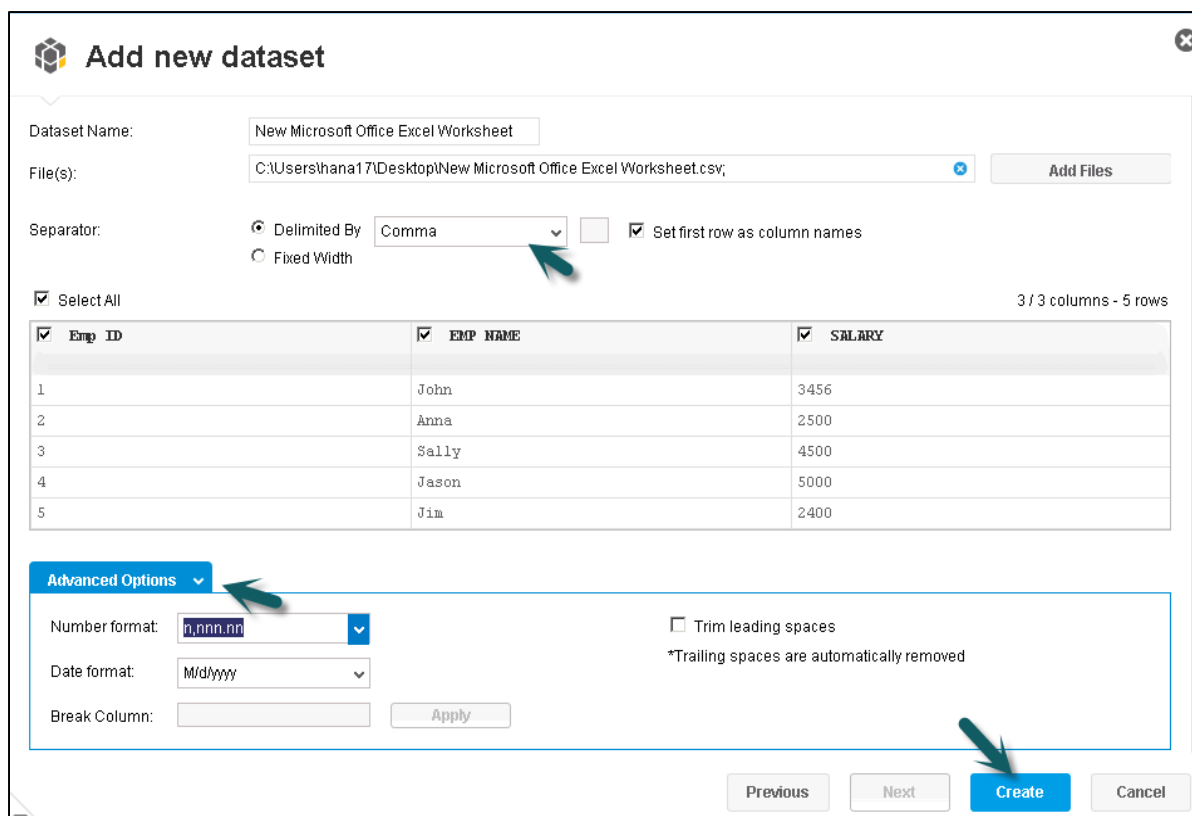 Add new dataset
Dataset Name: New Microsoft Office Excel Worksheet
File(s): C:\Users\hana17\Desktop\New Microsoft Office Excel Worksheet.csv; Add Files
Separator: Delimited By Comma Set first row as column names
Fixed Width
Select All 3 / 3 columns - 5 rows
Emp ID EMP NAME SALARY
1 John 3456
2 Anna 2500
3 Sally 4500
4 Jason 5000
5 Jim 2400
Advanced Options
Number format: n,nnn.nn Trim leading spaces
*Trailing spaces are automatically removed
Date format: M/d/yyyy
Break Column: Apply
Previous Next Create Cancel